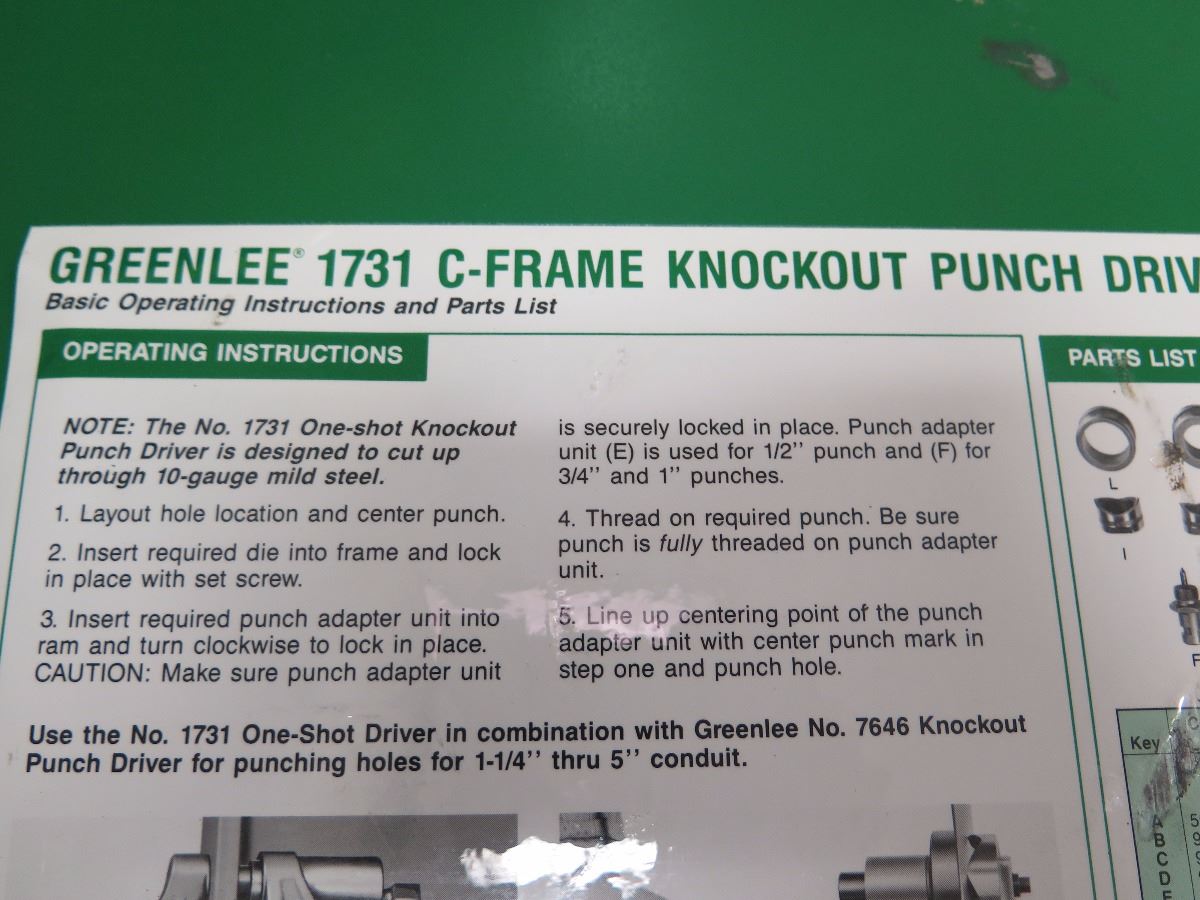 GREENLEE® 1731 C-FRAME KNOCKOUT PUNCH DRIV
Basic Operating Instructions and Parts List
OPERATING INSTRUCTIONS
NOTE: The No. 1731 One-shot Knockout
Punch Driver is designed to cut up
through 10-gauge mild steel.
1. Layout hole location and center punch.
2. Insert required die into frame and lock
in place with set screw.
3. Insert required punch adapter unit into
ram and turn clockwise to lock in place.
CAUTION: Make sure punch adapter unit
is securely locked in place. Punch adapter
unit (E) is used for 1/2'' punch and (F) for
3/4'' and 1'' punches.
4. Thread on required punch. Be sure
punch is fully threaded on punch adapter
unit.
5. Line up centering point of the punch
adapter unit with center punch mark in
step one and punch hole.
Use the No. 1731 One-Shot Driver in combination with Greenlee No. 7646 Knockout
Punch Driver for punching holes for 1-1/4'' thru 5'' conduit.
PARTS LIST
L
I
F
Key
A
B
C
D